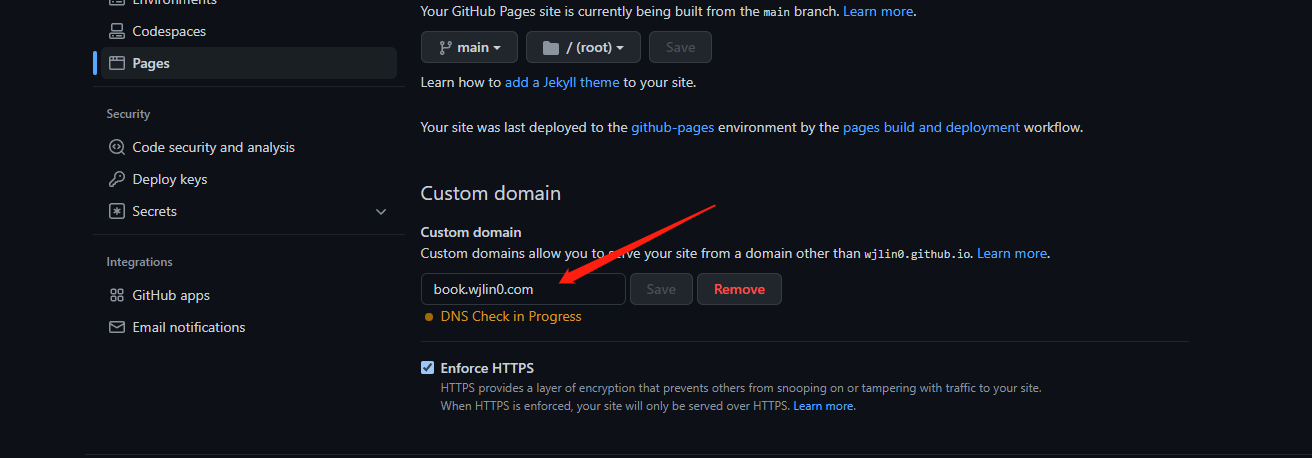 Environments
Codespaces
Pages
Security
Code security and analysis
Deploy keys
Secrets
Integrations
GitHub apps
Email notifications
Your GitHub Pages site is currently being built from the main branch. Learn more.
main / (root) Save
Learn how to add a Jekyll theme to your site.
Your site was last deployed to the github-pages environment by the pages build and deployment workflow.
Custom domain
Custom domain
Custom domains allow you to serve your site from a domain other than wjlin0.github.io. Learn more.
book.wjlin0.com Save Remove
DNS Check in Progress
Enforce HTTPS
HTTPS provides a layer of encryption that prevents others from snooping on or tampering with traffic to your site.
When HTTPS is enforced, your site will only be served over HTTPS. Learn more.